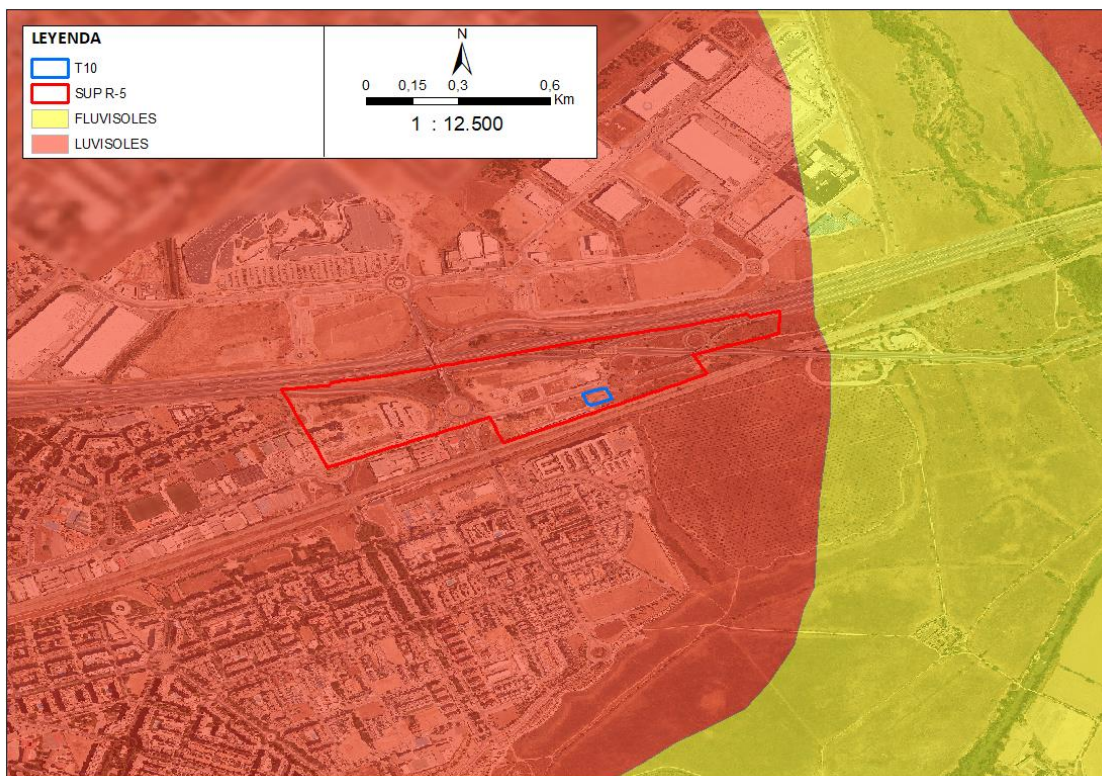 LEYENDA
T10
SUP R-5
FLUVISOLES
LUVISOLES
N
0 0,15 0,3 0,6
Km
1 : 12.500